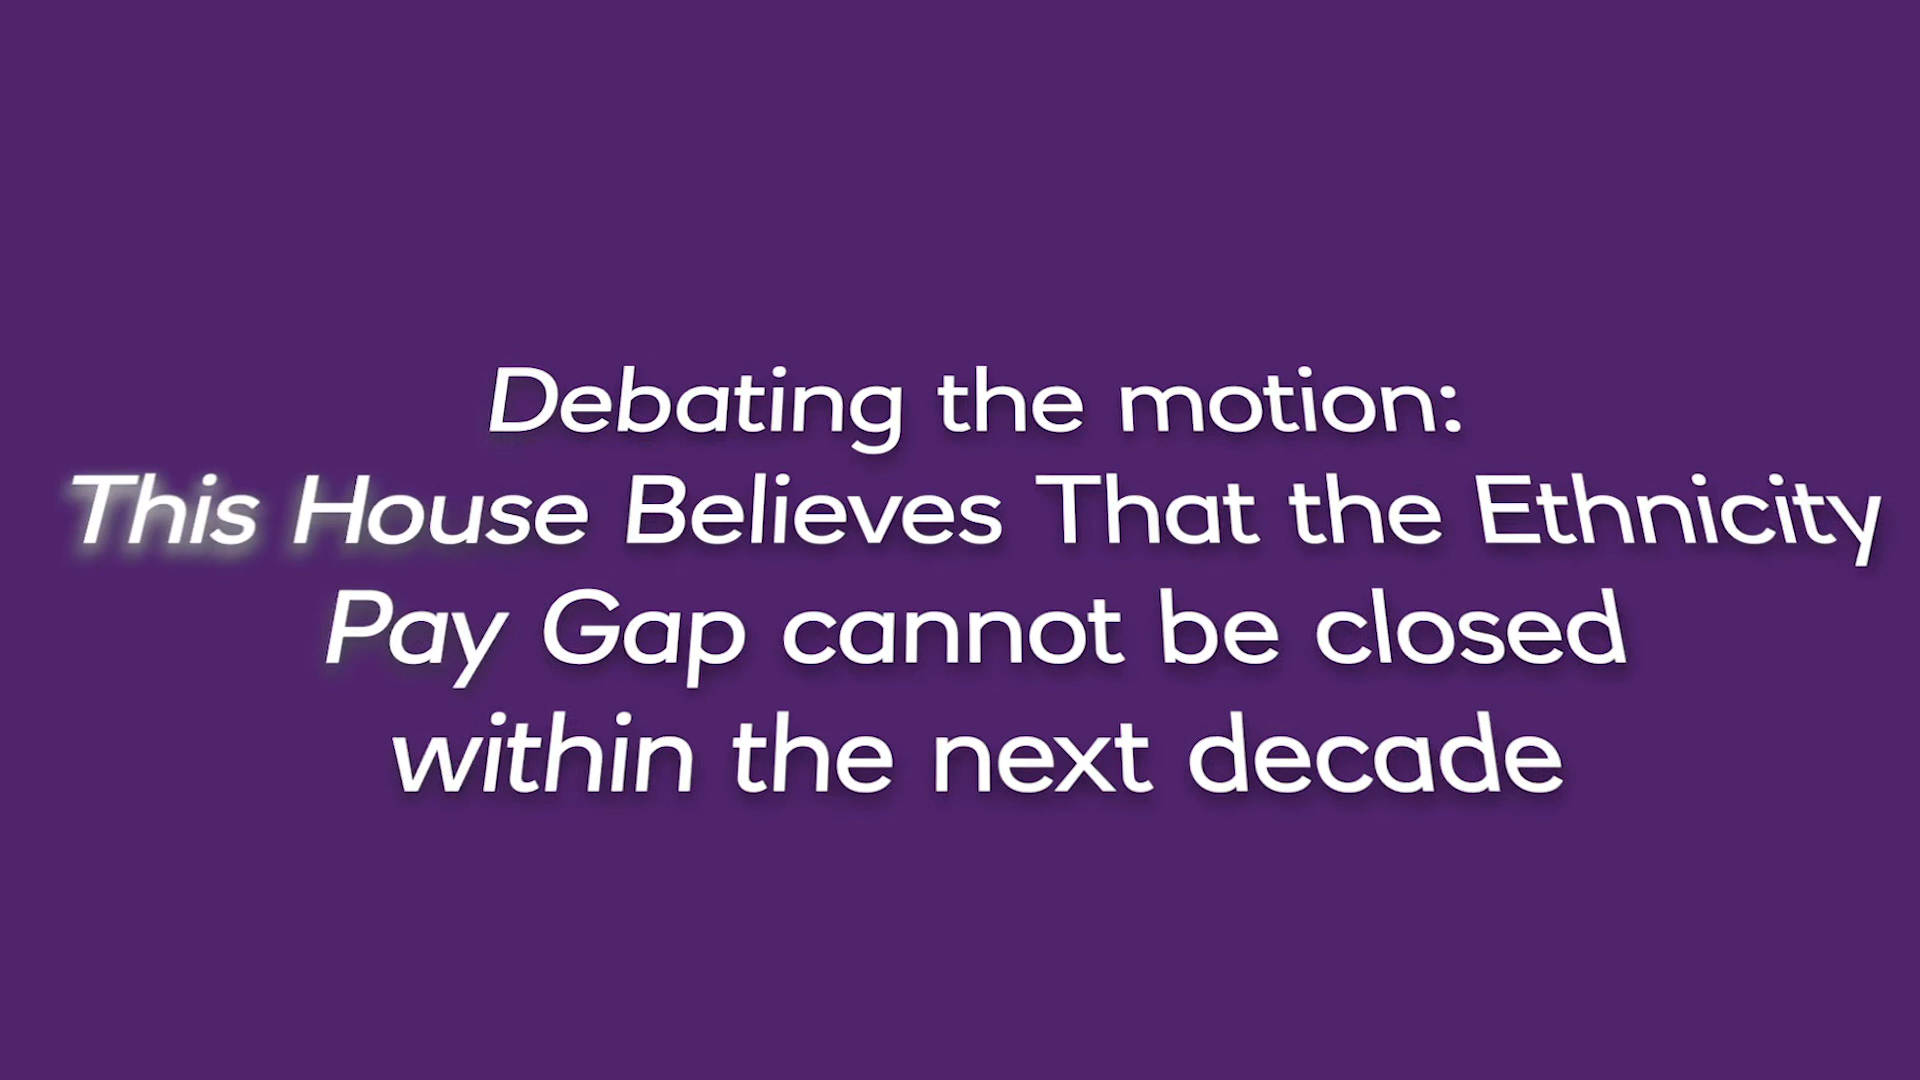 Debating the motion:
This House Believes That the Ethnicity
Pay Gap cannot be closed
within the next decade